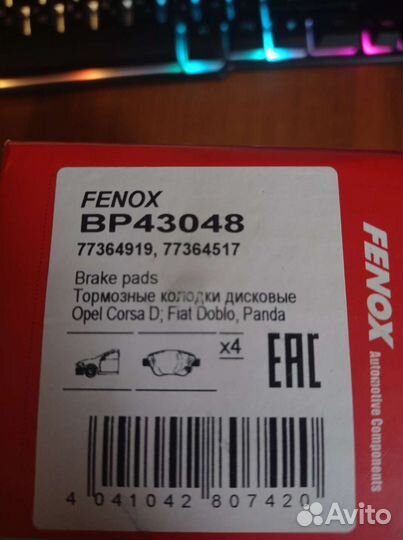 FENOX
BP43048
77364919, 77364517
Brake pads
Тормозные колодки дисковые
Opel Corsa D; Fiat Doblo, Panda
x4
EAC
4 041042 807420
FENOX
Automotive Components
Avito